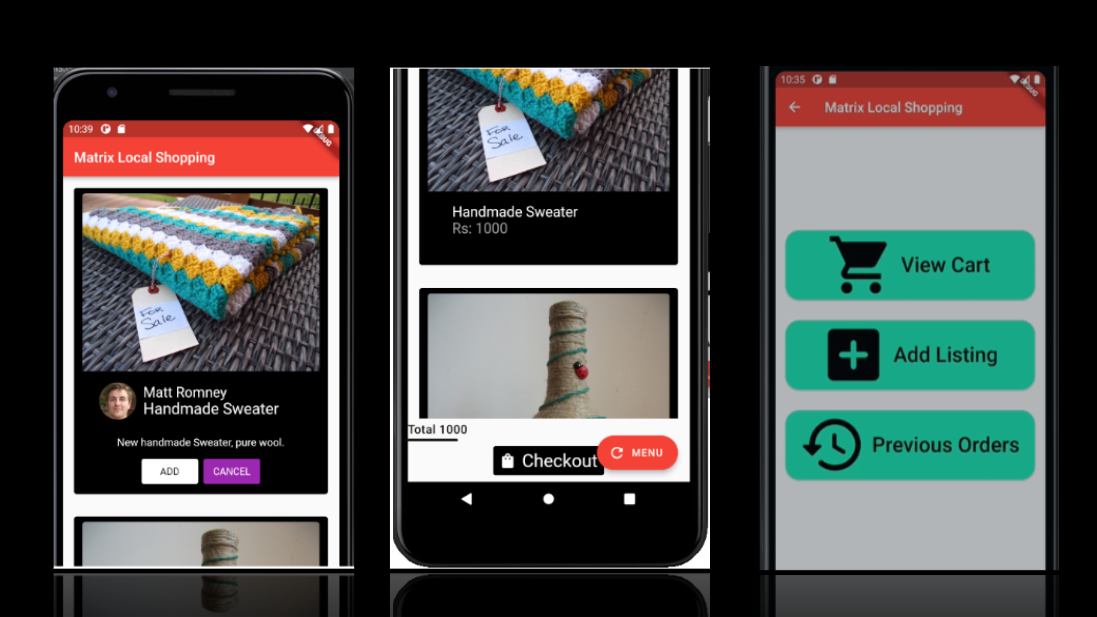 10:39
DEBUG
Matrix Local Shopping
For
Sale
Matt Romney
Handmade Sweater
New handmade Sweater, pure wool.
ADD
CANCEL
For
Sale
Handmade Sweater
Rs: 1000
Total 1000
Checkout
MENU
10:35
DEBUG
Matrix Local Shopping
View Cart
Add Listing
Previous Orders